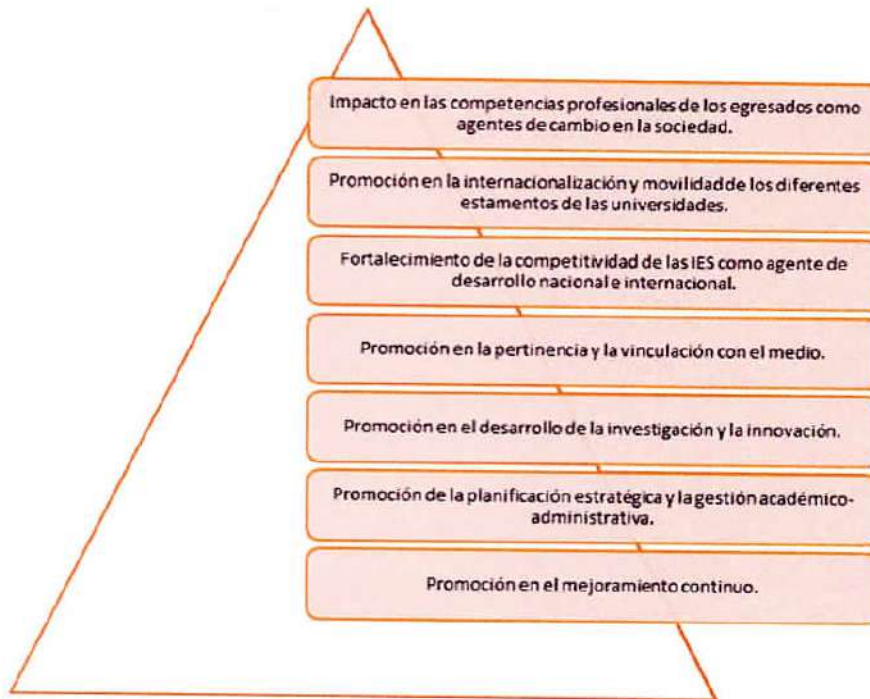 Impacto en las competencias profesionales de los egresados como
agentes de cambio en la sociedad.
Promoción en la internacionalización y movilidad de los diferentes
estamentos de las universidades.
Fortalecimiento de la competitividad de las IES como agente de
desarrollo nacional e internacional.
Promoción en la pertinencia y la vinculación con el medio.
Promoción en el desarrollo de la investigación y la innovación.
Promoción de la planificación estratégica y la gestión académico-
administrativa.
Promoción en el mejoramiento continuo.